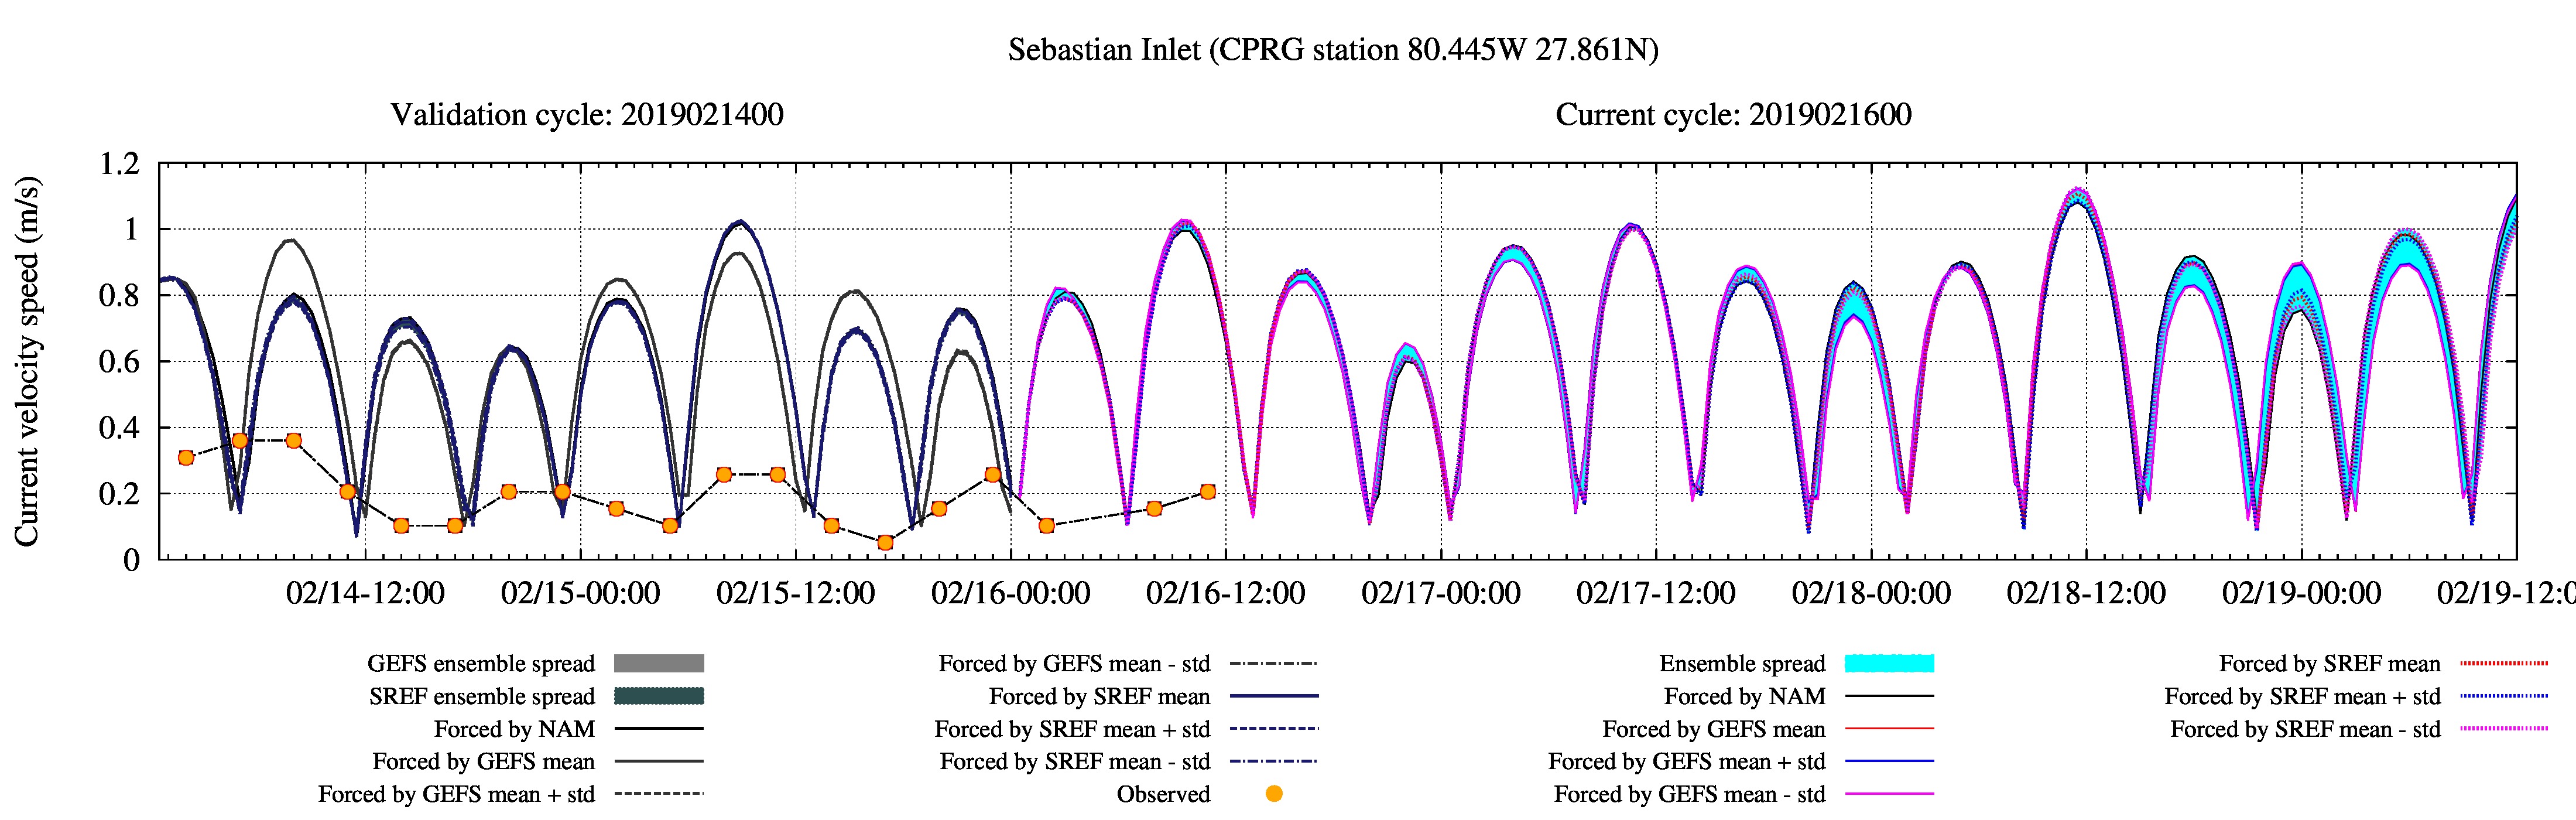 Sebastian Inlet (CPRG station 80.445W 27.861N)
Validation cycle: 2019021400
Current cycle: 2019021600
Current velocity speed (m/s)
1.2
1
0.8
0.6
0.4
0.2
0
02/14-12:00 02/15-00:00 02/15-12:00 02/16-00:00 02/16-12:00 02/17-00:00 02/17-12:00 02/18-00:00 02/18-12:00 02/19-00:00 02/19-12:0
GEFS ensemble spread
SREF ensemble spread
Forced by NAM
Forced by GEFS mean
Forced by GEFS mean + std
Forced by GEFS mean - std
Forced by SREF mean
Forced by SREF mean + std
Forced by SREF mean - std
Observed
Ensemble spread
Forced by NAM
Forced by GEFS mean
Forced by GEFS mean + std
Forced by GEFS mean - std
Forced by SREF mean
Forced by SREF mean + std
Forced by SREF mean - std